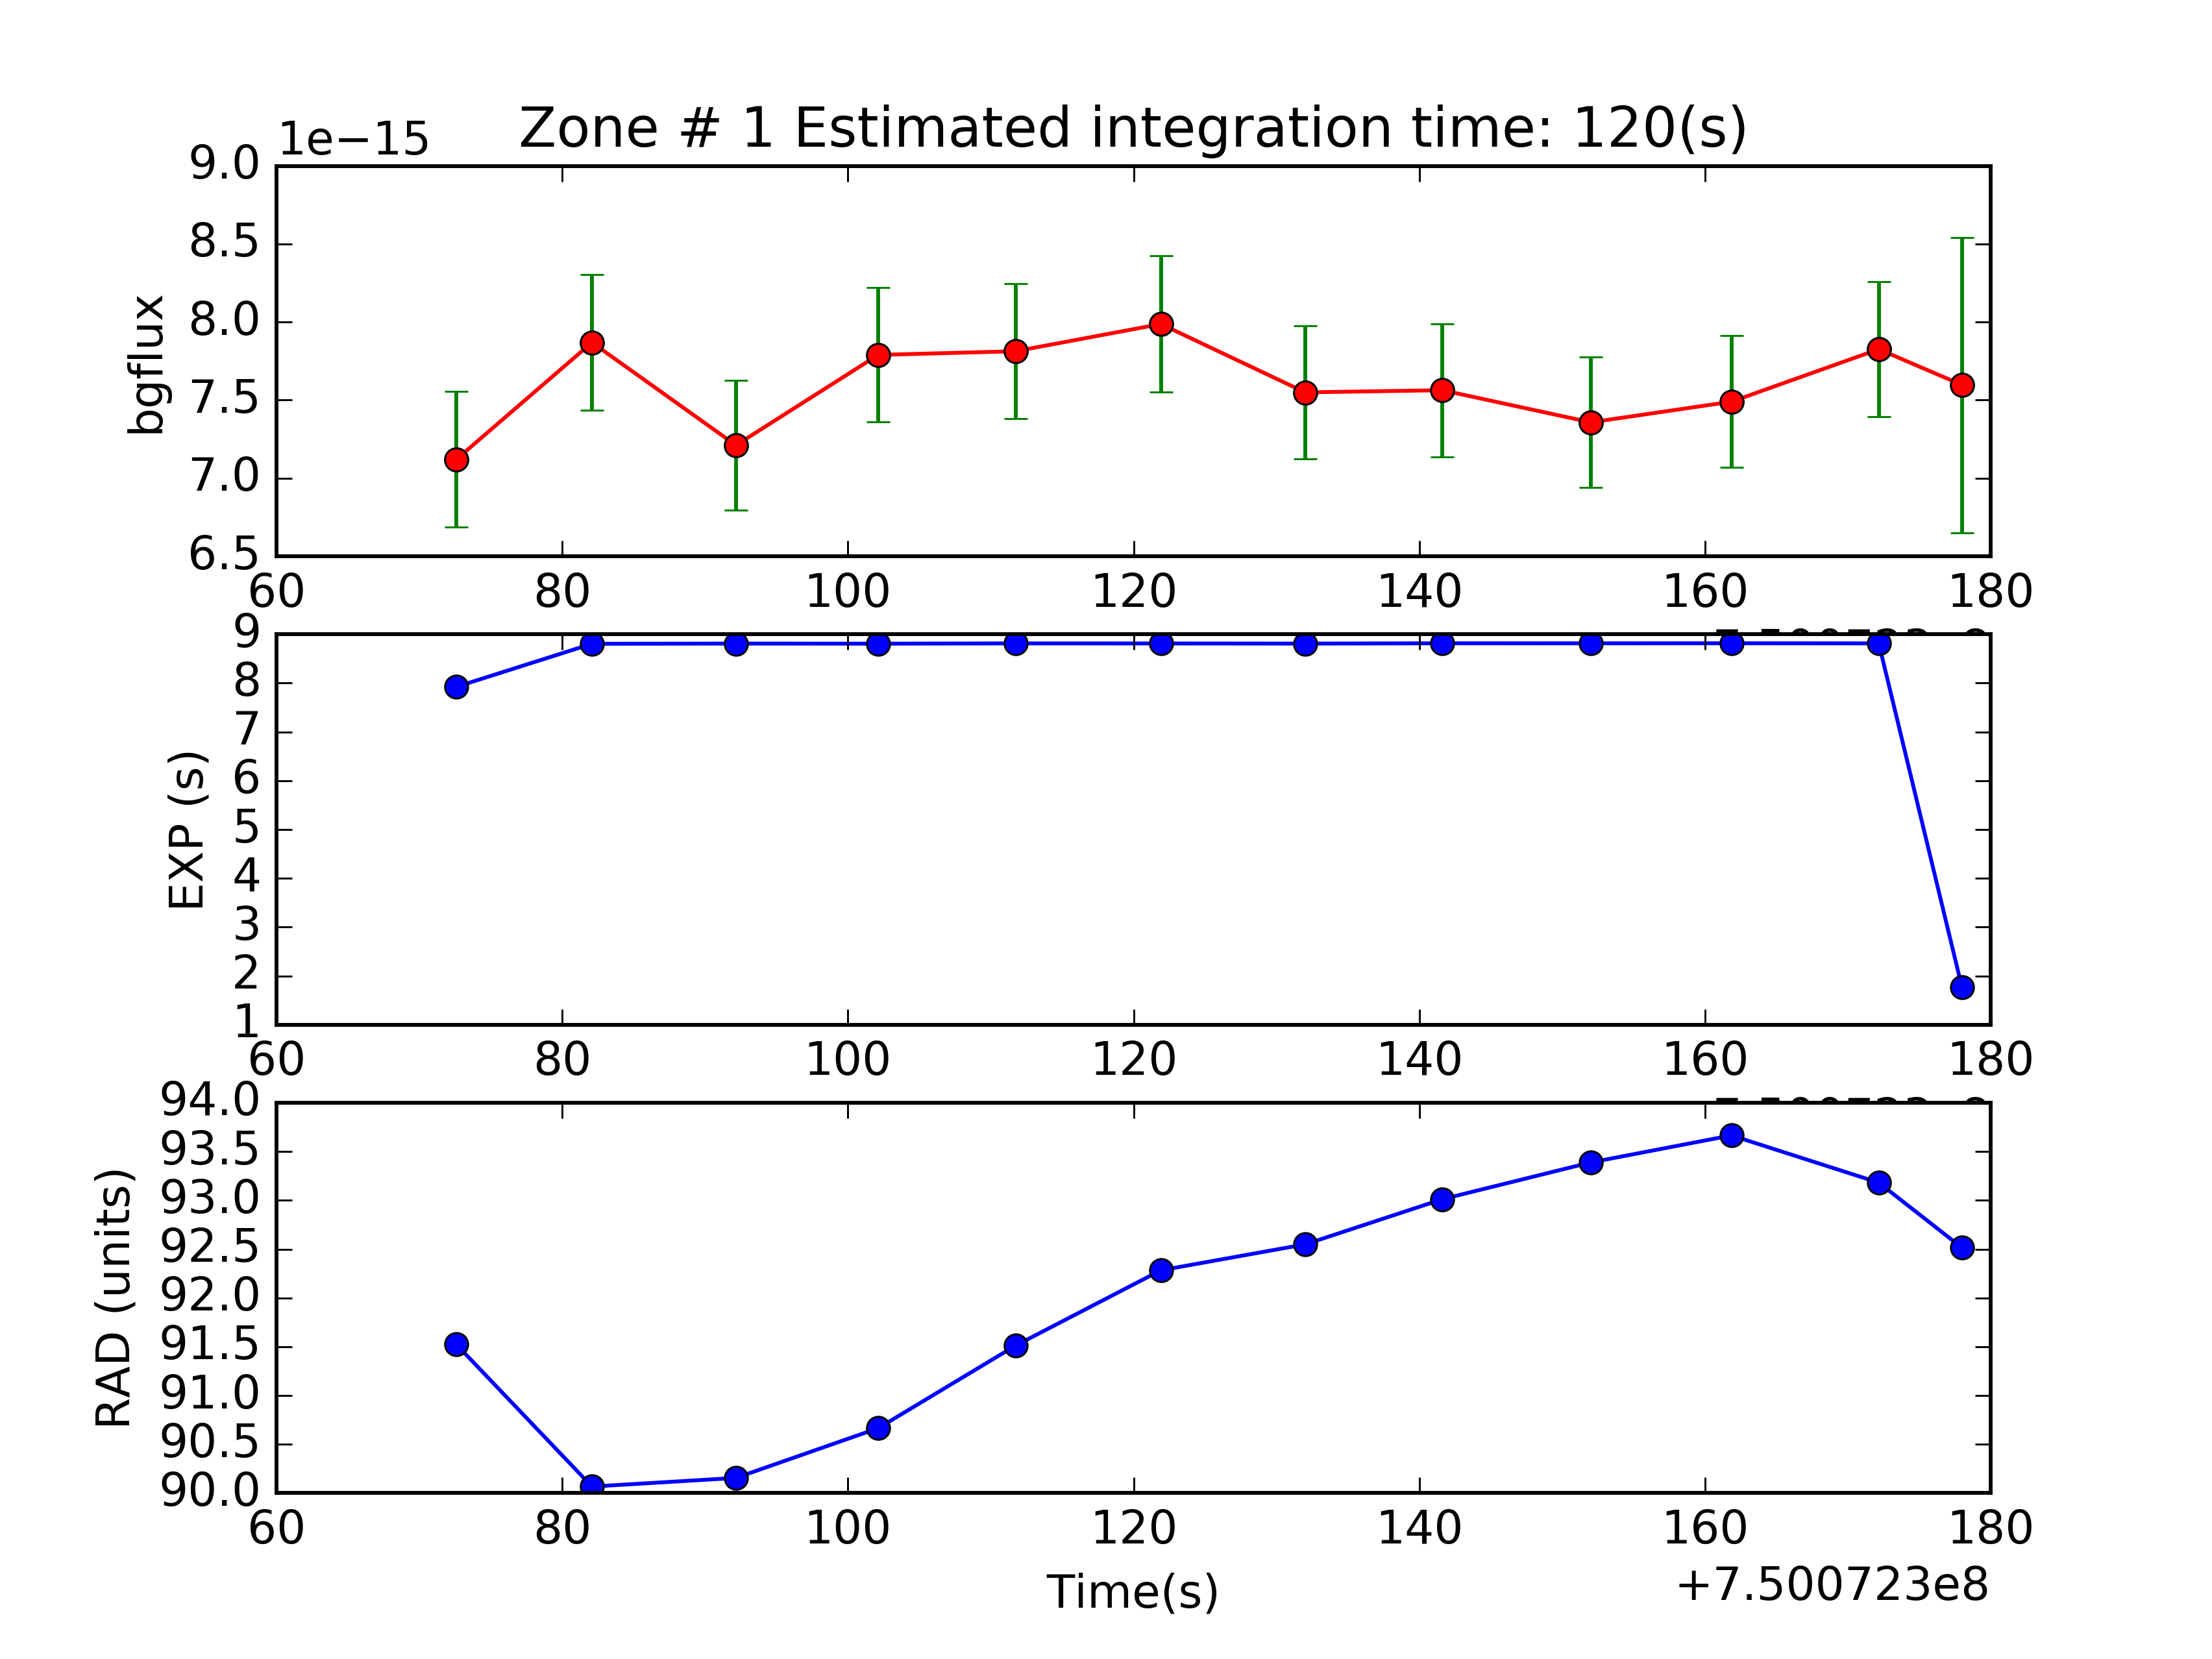 1e−15
Zone # 1 Estimated integration time: 120(s)
9.0
8.5
8.0
7.5
7.0
6.5
bgflux
60 80 100 120 140 160 180
9
8
7
6
5
4
3
2
1
EXP (s)
60 80 100 120 140 160 180
94.0
93.5
93.0
92.5
92.0
91.5
91.0
90.5
90.0
RAD (units)
60 80 100 120 140 160 180
Time(s)
+7.500723e8